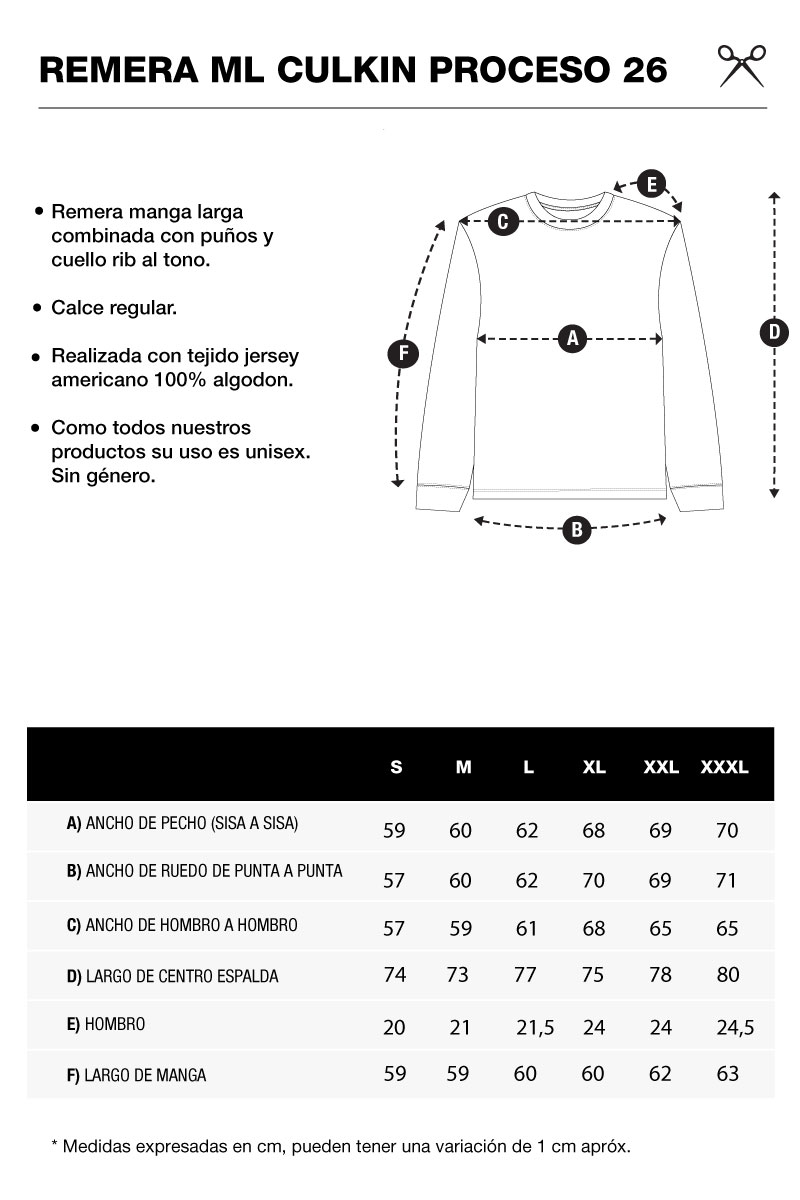 REMERA ML CULKIN PROCESO 26
• Remera manga larga
combinada con puños y
cuello rib al tono.
• Calce regular.
• Realizada con tejido jersey
americano 100% algodon.
• Como todos nuestros
productos su uso es unisex.
Sin género.
E
C
A
D
F
B
S M L XL XXL XXXL
A) ANCHO DE PECHO (SISA A SISA) 59 60 62 68 69 70
B) ANCHO DE RUEDO DE PUNTA A PUNTA 57 60 62 70 69 71
C) ANCHO DE HOMBRO A HOMBRO 57 59 61 68 65 65
D) LARGO DE CENTRO ESPALDA 74 73 77 75 78 80
E) HOMBRO 20 21 21,5 24 24 24,5
F) LARGO DE MANGA 59 59 60 60 62 63
* Medidas expresadas en cm, pueden tener una variación de 1 cm apróx.